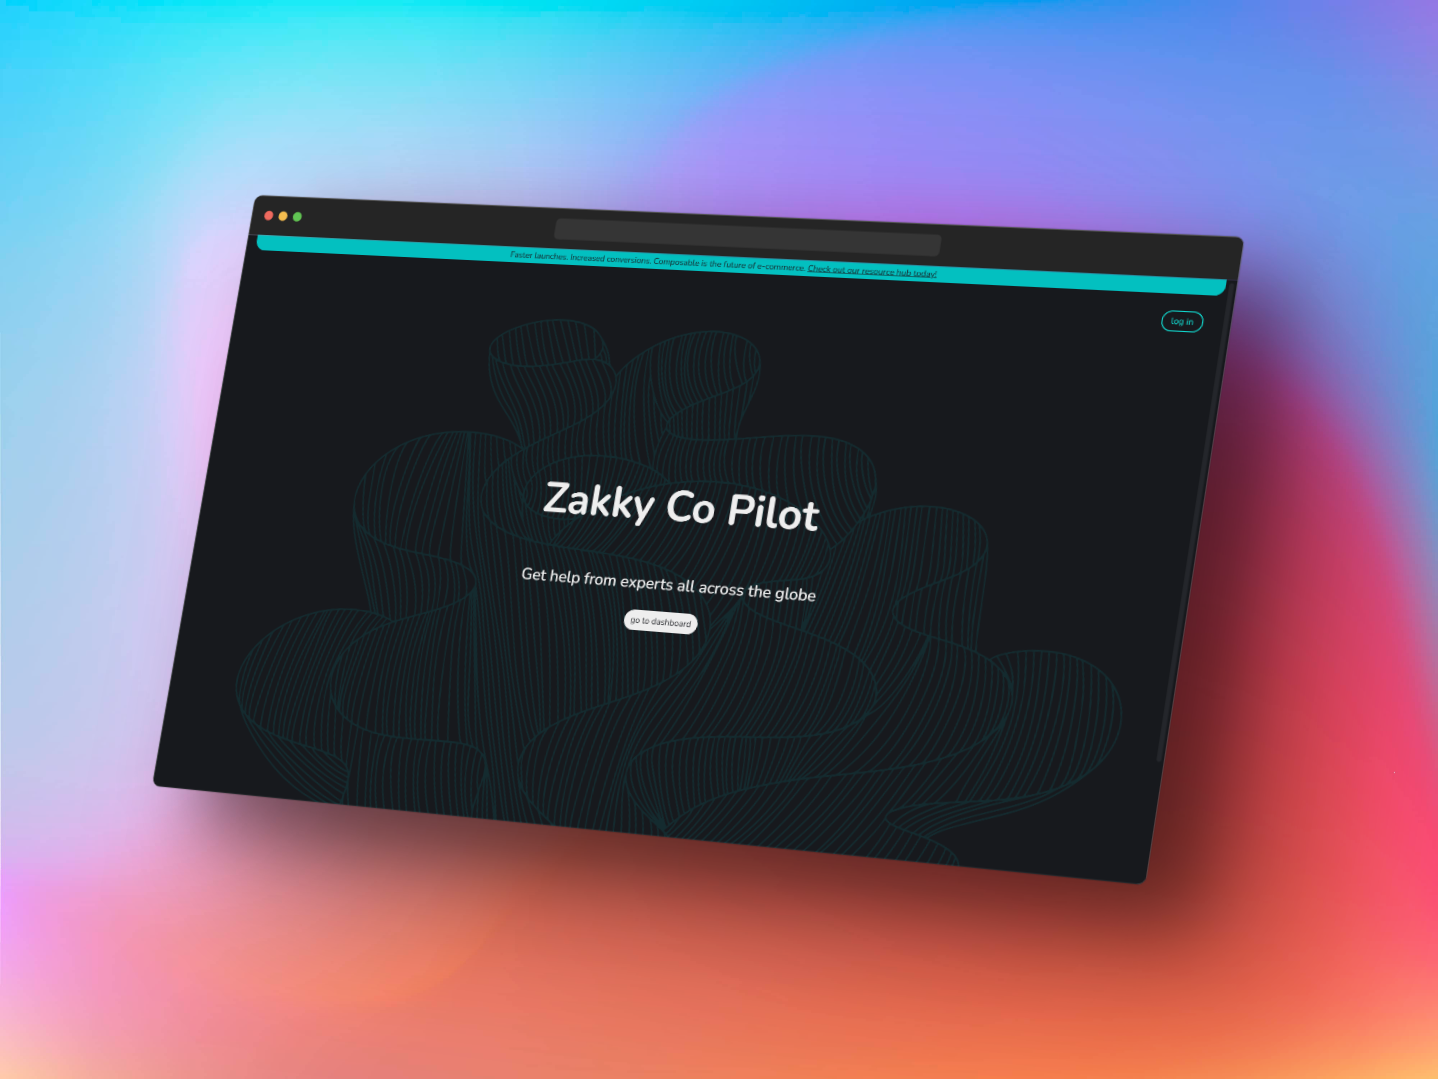 Faster launches. Increased conversions. Composable is the future of e-commerce. Check out our resource hub today!
log in
Zakky Co Pilot
Get help from experts all across the globe
go to dashboard